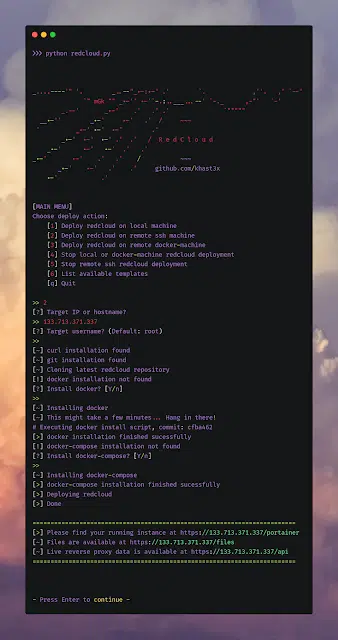 >>> python redcloud.py
/ RedCloud
github.com/khast3x
[MAIN MENU]
Choose deploy action:
[1] Deploy redcloud on local machine
[2] Deploy redcloud on remote ssh machine
[3] Deploy redcloud on remote docker-machine
[4] Stop local or docker-machine redcloud deployment
[5] Stop remote ssh redcloud deployment
[6] List available templates
[q] Quit
>> 2
[?] Target IP or hostname?
>> 133.713.371.337
[?] Target username? (Default: root)
>>
[~] curl installation found
[~] git installation found
[~] Cloning latest redcloud repository
[!] docker installation not found
[?] Install docker? [Y/n]
>>
[~] Installing docker
[~] This might take a few minutes... Hang in there!
# Executing docker install script, commit: cfba462
[>] docker installation finished sucessfully
[!] docker-compose installation not found
[?] Install docker-compose? [Y/n]
>>
[~] Installing docker-compose
[>] docker-compose installation finished sucessfully
[>] Deploying redcloud
[>] Done
[>] Please find your running instance at https://133.713.371.337/portainer
[~] Files are available at https://133.713.371.337/files
[~] Live reverse proxy data is available at https://133.713.371.337/api
- Press Enter to continue -